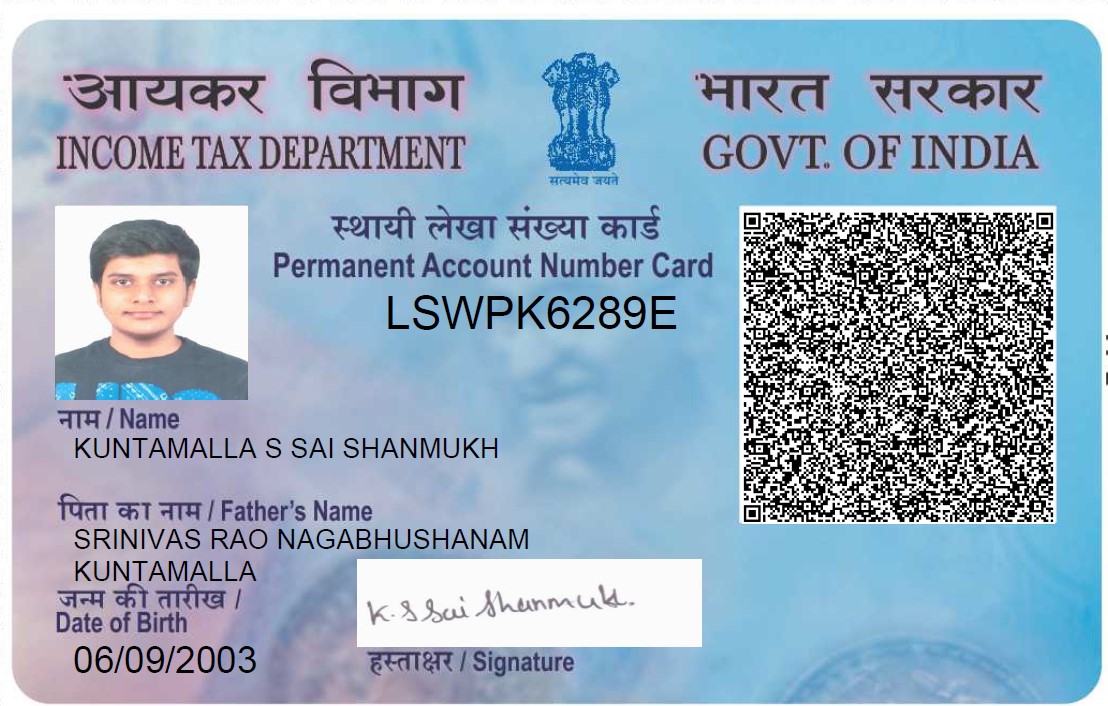 आयकर विभाग
INCOME TAX DEPARTMENT
सत्यमेव जयते
भारत सरकार
GOVT. OF INDIA
स्थायी लेखा संख्या कार्ड
Permanent Account Number Card
LSWPK6289E
नाम / Name
KUNTAMALLA S SAI SHANMUKH
पिता का नाम / Father's Name
SRINIVAS RAO NAGABHUSHANAM
KUNTAMALLA
जन्म की तारीख /
Date of Birth
06/09/2003
K. S Sai Shanmukh.
हस्ताक्षर / Signature